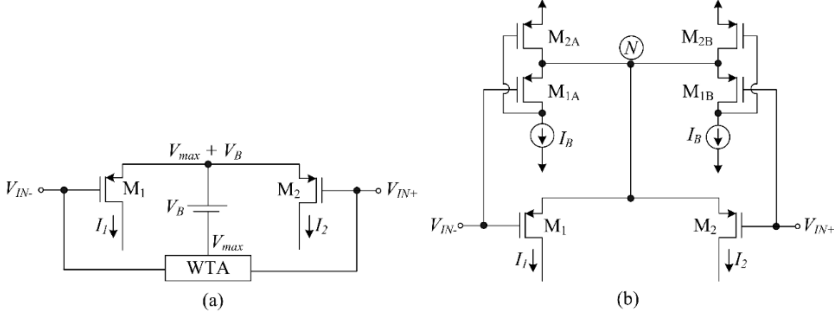 V_max + V_B
V_IN-
M_1
M_2
V_IN+
V_B
I_1
I_2
V_max
WTA
(a)
M_2A
N
M_2B
M_1A
M_1B
I_B
I_B
V_IN-
M_1
M_2
V_IN+
I_1
I_2
(b)